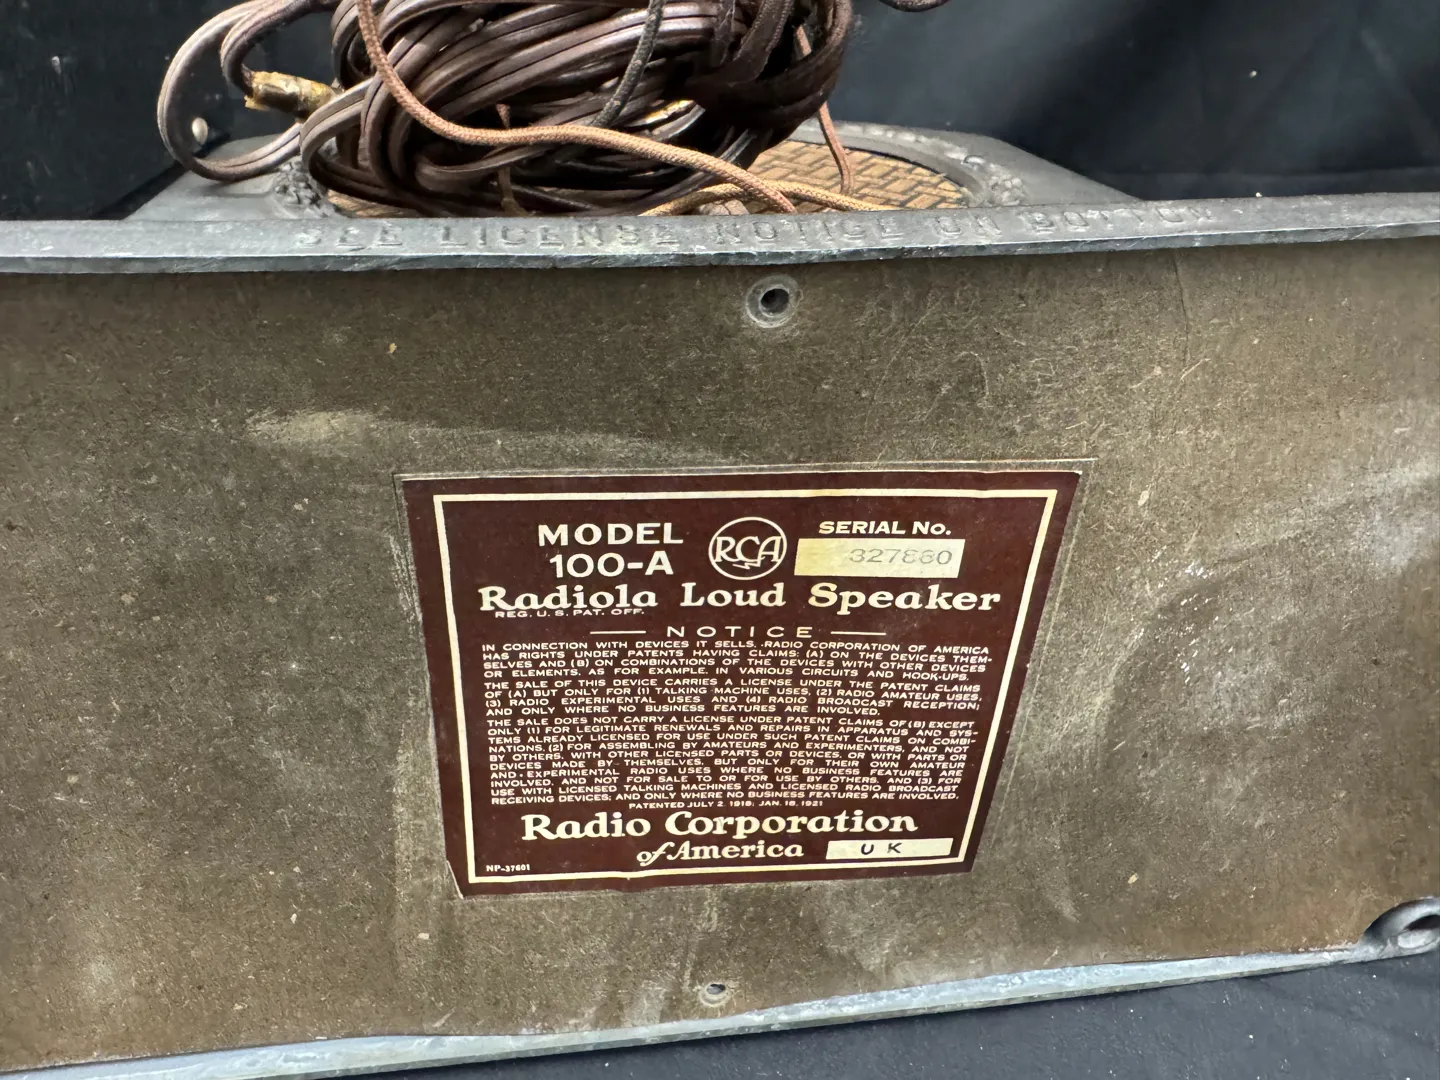 SEE LICENSE NOTICE ON BOTTOM
MODEL
100-A
RCA
SERIAL No.
327860
Radiola Loud Speaker
REG. U. S. PAT. OFF.
NOTICE
IN CONNECTION WITH DEVICES IT SELLS, RADIO CORPORATION OF AMERICA
HAS RIGHTS UNDER PATENTS HAVING CLAIMS: (A) ON THE DEVICES THEM-
SELVES AND (B) ON COMBINATIONS OF THE DEVICES WITH OTHER DEVICES
OR ELEMENTS, AS FOR EXAMPLE, IN VARIOUS CIRCUITS AND HOOK-UPS.
THE SALE OF THIS DEVICE CARRIES A LICENSE UNDER THE PATENT CLAIMS
OF (A) BUT ONLY FOR (1) TALKING MACHINE USES, (2) RADIO AMATEUR USES,
(3) RADIO EXPERIMENTAL USES AND (4) RADIO BROADCAST RECEPTION;
AND ONLY WHERE NO BUSINESS FEATURES ARE INVOLVED.
THE SALE DOES NOT CARRY A LICENSE UNDER PATENT CLAIMS OF (B) EXCEPT
ONLY (1) FOR LEGITIMATE RENEWALS AND REPAIRS IN APPARATUS AND SYS-
TEMS ALREADY LICENSED FOR USE UNDER SUCH PATENT CLAIMS ON COMBI-
NATIONS, (2) FOR ASSEMBLING BY AMATEURS AND EXPERIMENTERS, AND NOT
BY OTHERS, WITH OTHER LICENSED PARTS OR DEVICES, OR WITH PARTS OR
DEVICES MADE BY THEMSELVES, BUT ONLY FOR THEIR OWN AMATEUR
AND EXPERIMENTAL RADIO USES WHERE NO BUSINESS FEATURES ARE
INVOLVED, AND NOT FOR SALE TO OR FOR USE BY OTHERS, AND (3) FOR
USE WITH LICENSED TALKING MACHINES AND LICENSED RADIO BROADCAST
RECEIVING DEVICES; AND ONLY WHERE NO BUSINESS FEATURES ARE INVOLVED.
PATENTED JULY 2, 1918; JAN. 18, 1921
Radio Corporation
of America
UK
NP-37601